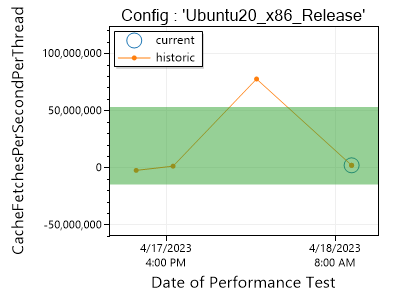 Config : 'Ubuntu20_x86_Release'
current
historic
CacheFetchesPerSecondPerThread
100,000,000
50,000,000
0
-50,000,000
4/17/2023
4:00 PM
4/18/2023
8:00 AM
Date of Performance Test